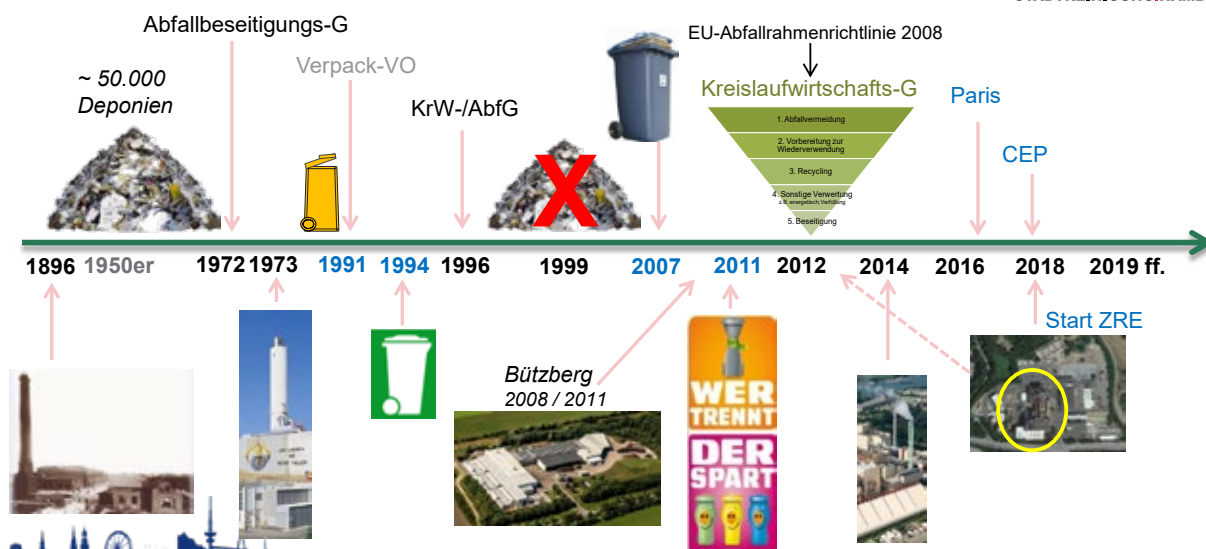 Abfallbeseitigungs-G
~ 50.000
Deponien
Verpack-VO
KrW-/AbfG
X
EU-Abfallrahmenrichtlinie 2008
Kreislaufwirtschafts-G
1. Abfallvermeidung
2. Vorbereitung zur
Wiederverwendung
3. Recycling
4. Sonstige Verwertung
z.B. energetisch; Verfüllung
5. Beseitigung
Paris
CEP
1896 1950er 1972 1973 1991 1994 1996 1999 2007 2011 2012 2014 2016 2018 2019 ff.
Start ZRE
Bützberg
2008 / 2011
WER
TRENNT
DER
SPART